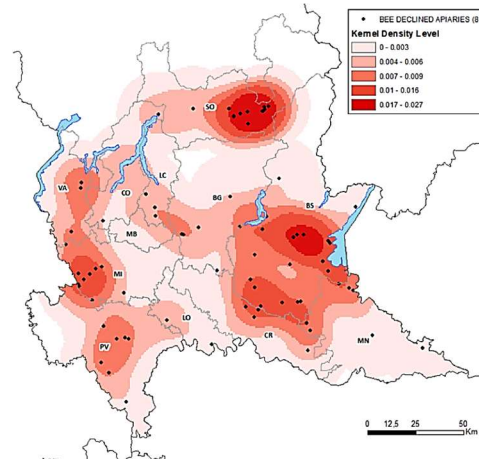 BEE DECLINED APIARIES (8
Kernel Density Level
0 - 0.003
0.004 - 0.006
0.007 - 0.009
0.01 - 0.016
0.017 - 0.027
SO
VA
CO
LC
BG
BS
MB
MI
LO
PV
CR
MN
0 12.5 25 50
Km